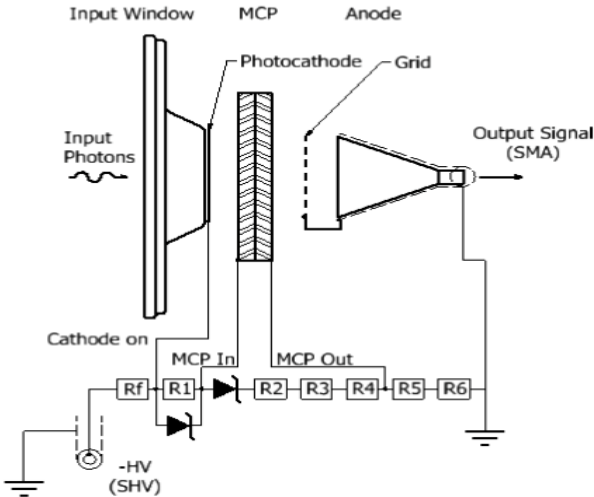 Input Window MCP Anode
Photocathode Grid
Input
Photons
Output Signal
(SMA)
Cathode on
MCP In MCP Out
Rf R1 R2 R3 R4 R5 R6
-HV
(SHV)